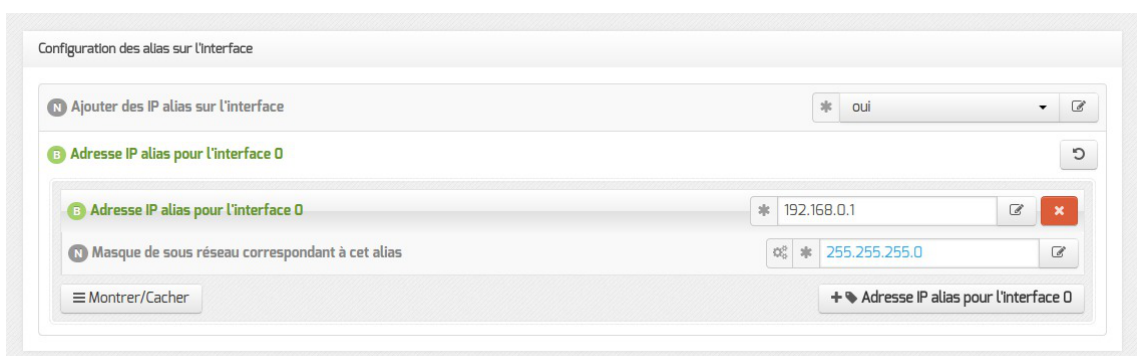 Configuration des alias sur l'interface
N Ajouter des IP alias sur l'interface * oui
B Adresse IP alias pour l'interface 0
B Adresse IP alias pour l'interface 0 * 192.168.0.1
N Masque de sous réseau correspondant à cet alias * 255.255.255.0
Montrer/Cacher + Adresse IP alias pour l'interface 0